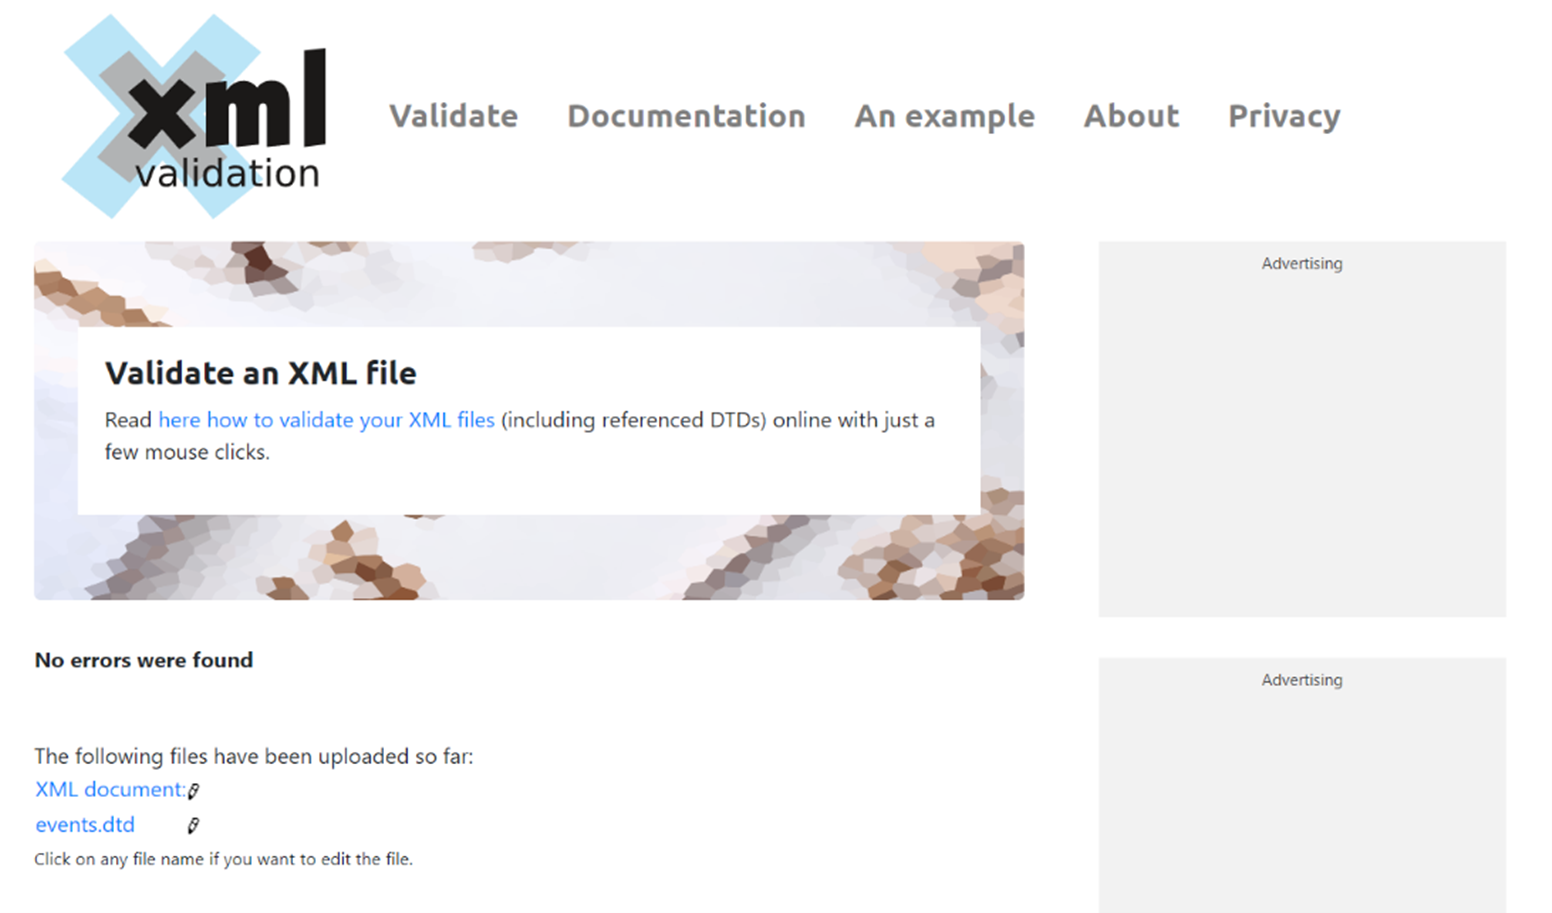 xml
validation
Validate
Documentation
An example
About
Privacy
Advertising
Validate an XML file
Read here how to validate your XML files (including referenced DTDs) online with just a
few mouse clicks.
No errors were found
Advertising
The following files have been uploaded so far:
XML document:
events.dtd
Click on any file name if you want to edit the file.